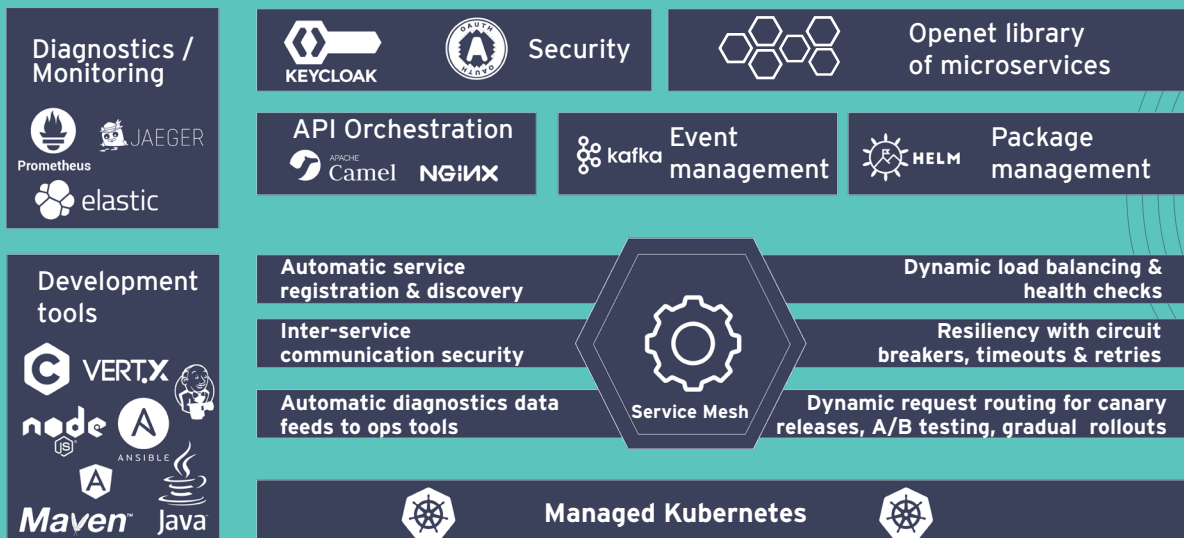 Diagnostics /
Monitoring
Prometheus
JAEGER
elastic
KEYCLOAK
OAUTH
A
OAUTH
Security
Openet library
of microservices
API Orchestration
APACHE
Camel
NGINX
kafka
Event
management
HELM
Package
management
Development
tools
C
VERT.X
node
JS
A
ANSIBLE
A
Maven™
Java
Automatic service
registration & discovery
Inter-service
communication security
Automatic diagnostics data
feeds to ops tools
Service Mesh
Dynamic load balancing &
health checks
Resiliency with circuit
breakers, timeouts & retries
Dynamic request routing for canary
releases, A/B testing, gradual rollouts
Managed Kubernetes